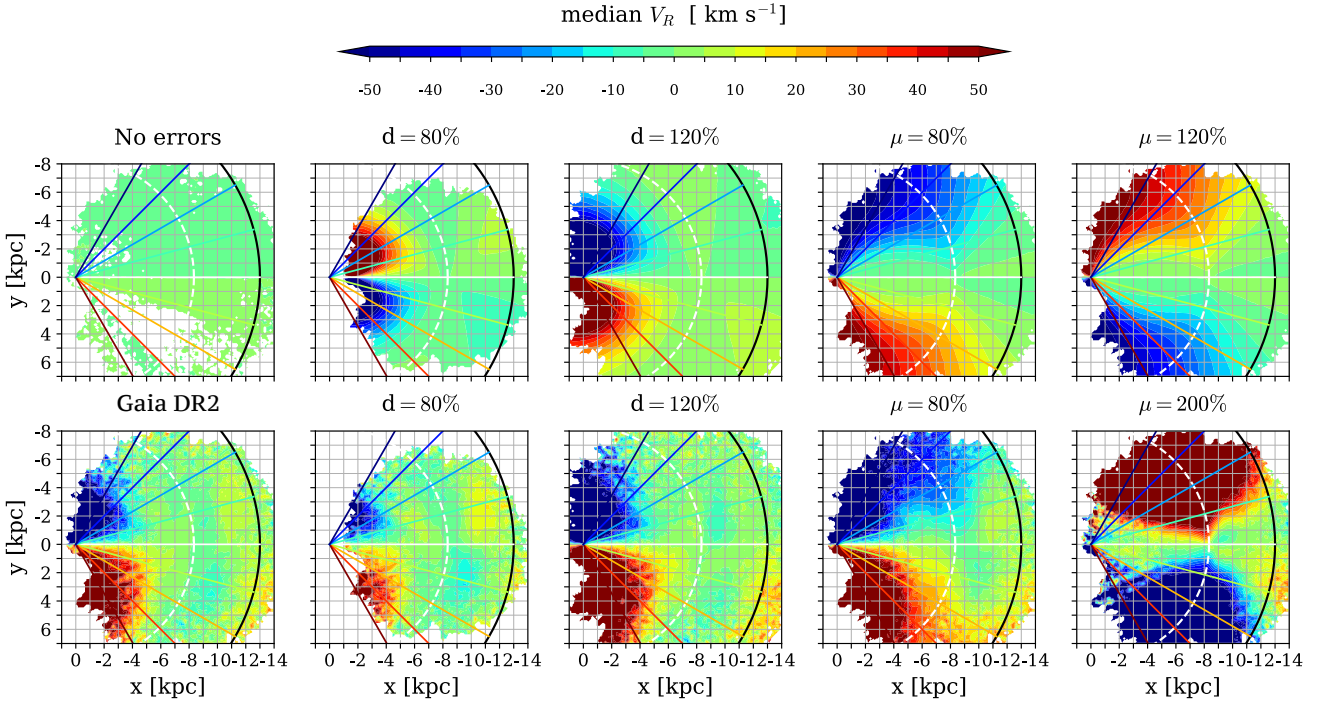 median V_R [ km s⁻¹]
-50 -40 -30 -20 -10 0 10 20 30 40 50
No errors d = 80% d = 120% μ = 80% μ = 120%
-8
-6
-4
-2
0
2
4
6
y [kpc]
Gaia DR2 d = 80% d = 120% μ = 80% μ = 200%
-8
-6
-4
-2
0
2
4
6
y [kpc]
0 -2 -4 -6 -8 -10 -12 -14 0 -2 -4 -6 -8 -10 -12 -14 0 -2 -4 -6 -8 -10 -12 -14 0 -2 -4 -6 -8 -10 -12 -14 0 -2 -4 -6 -8 -10 -12 -14
x [kpc] x [kpc] x [kpc] x [kpc] x [kpc]